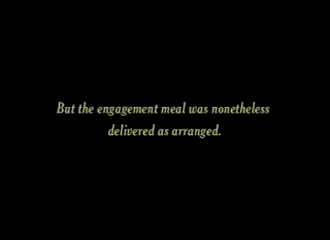 But the engagement meal was nonetheless
delivered as arranged.